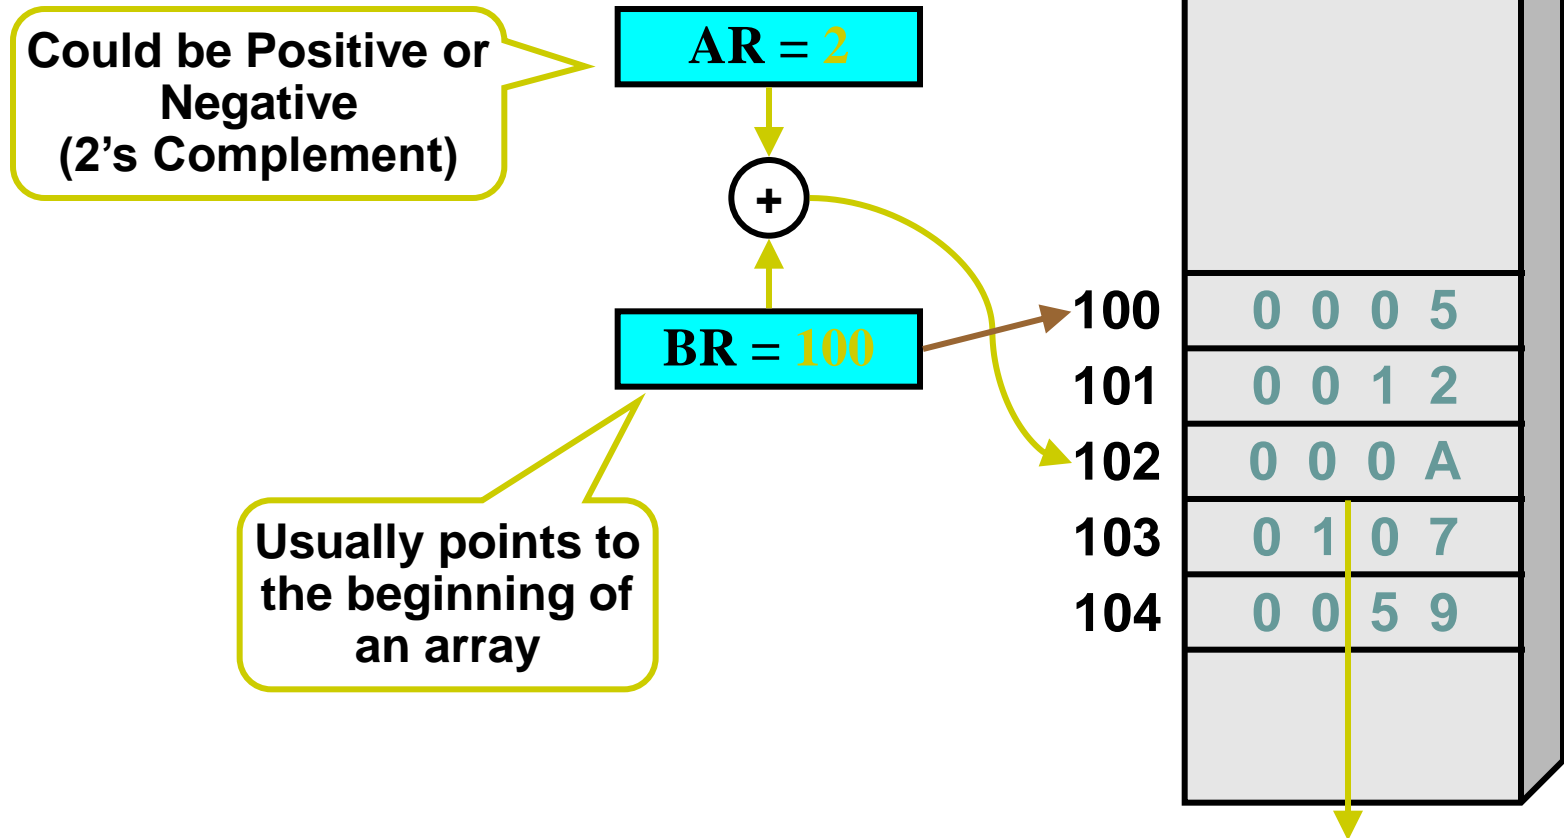 Could be Positive or
Negative
(2’s Complement)
AR = 2
+
BR = 100
Usually points to
the beginning of
an array
100 0 0 0 5
101 0 0 1 2
102 0 0 0 A
103 0 1 0 7
104 0 0 5 9